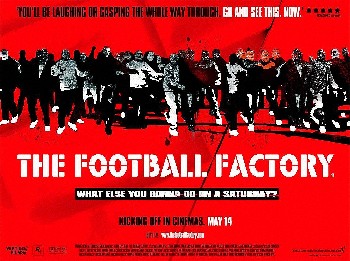 YOU'LL BE LAUGHING OR GASPING THE WHOLE WAY THROUGH. GO AND SEE THIS. NOW.
THE FOOTBALL FACTORY
WHAT ELSE YOU GONNA DO ON A SATURDAY?
KICKING OFF IN CINEMAS. MAY 14